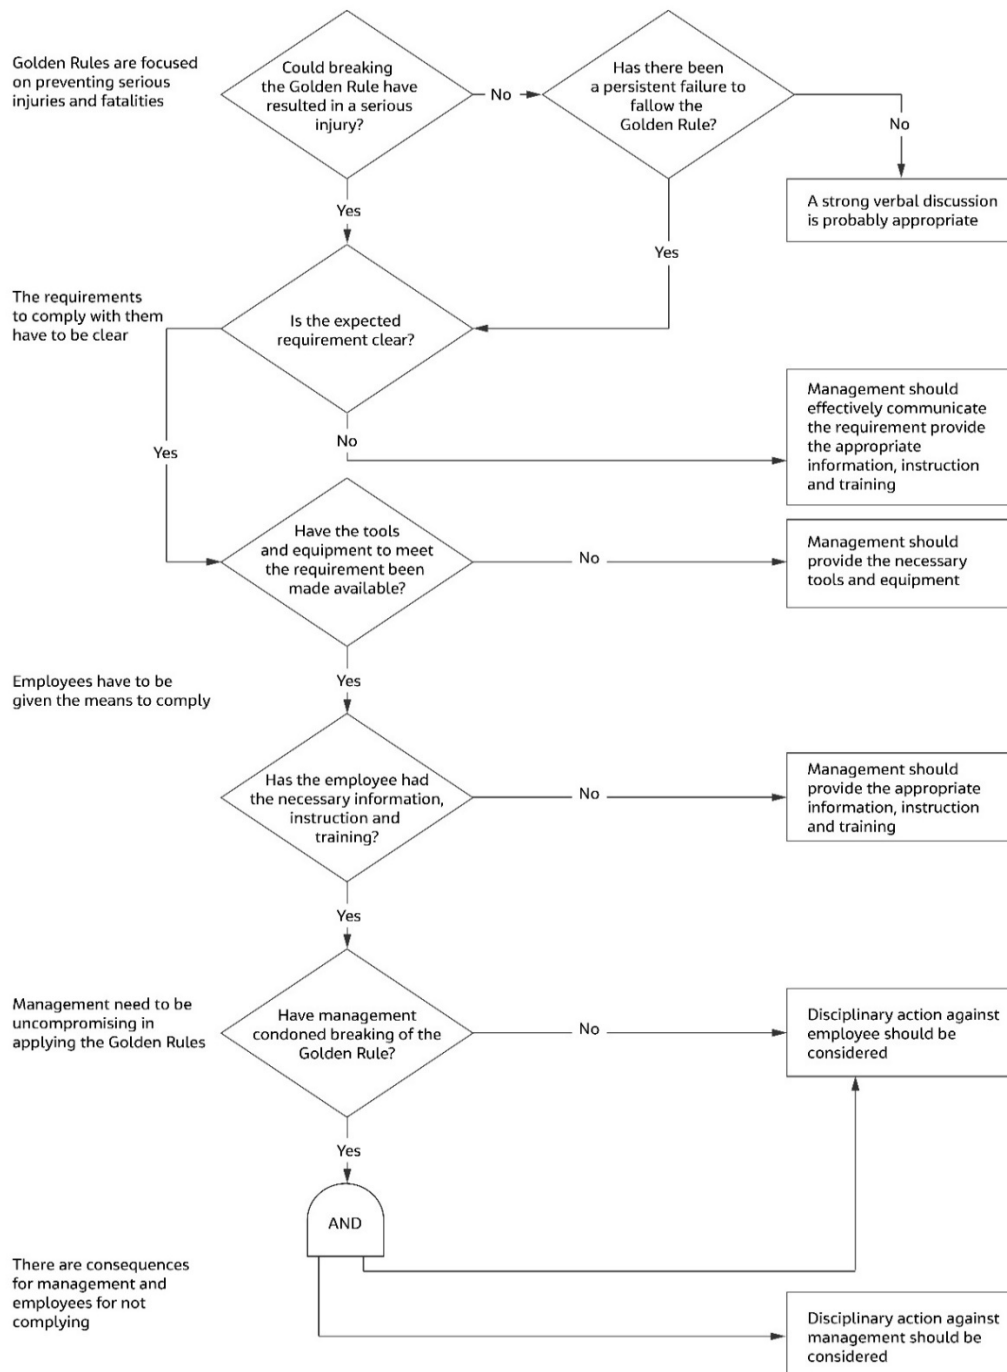 Golden Rules are focused
on preventing serious
injuries and fatalities
Could breaking
the Golden Rule have
resulted in a serious
injury?
No
Has there been
a persistent failure to
fallow the
Golden Rule?
No
A strong verbal discussion
is probably appropriate
Yes
Yes
The requirements
to comply with them
have to be clear
Is the expected
requirement clear?
Management should
effectively communicate
the requirement provide
the appropriate
information, instruction
and training
No
Yes
Have the tools
and equipment to meet
the requirement been
made available?
No
Management should
provide the necessary
tools and equipment
Yes
Employees have to be
given the means to comply
Has the employee had
the necessary information,
instruction and
training?
No
Management should
provide the appropriate
information, instruction
and training
Yes
Management need to be
uncompromising in
applying the Golden Rules
Have management
condoned breaking of the
Golden Rule?
No
Disciplinary action against
employee should be
considered
Yes
AND
There are consequences
for management and
employees for not
complying
Disciplinary action against
management should be
considered